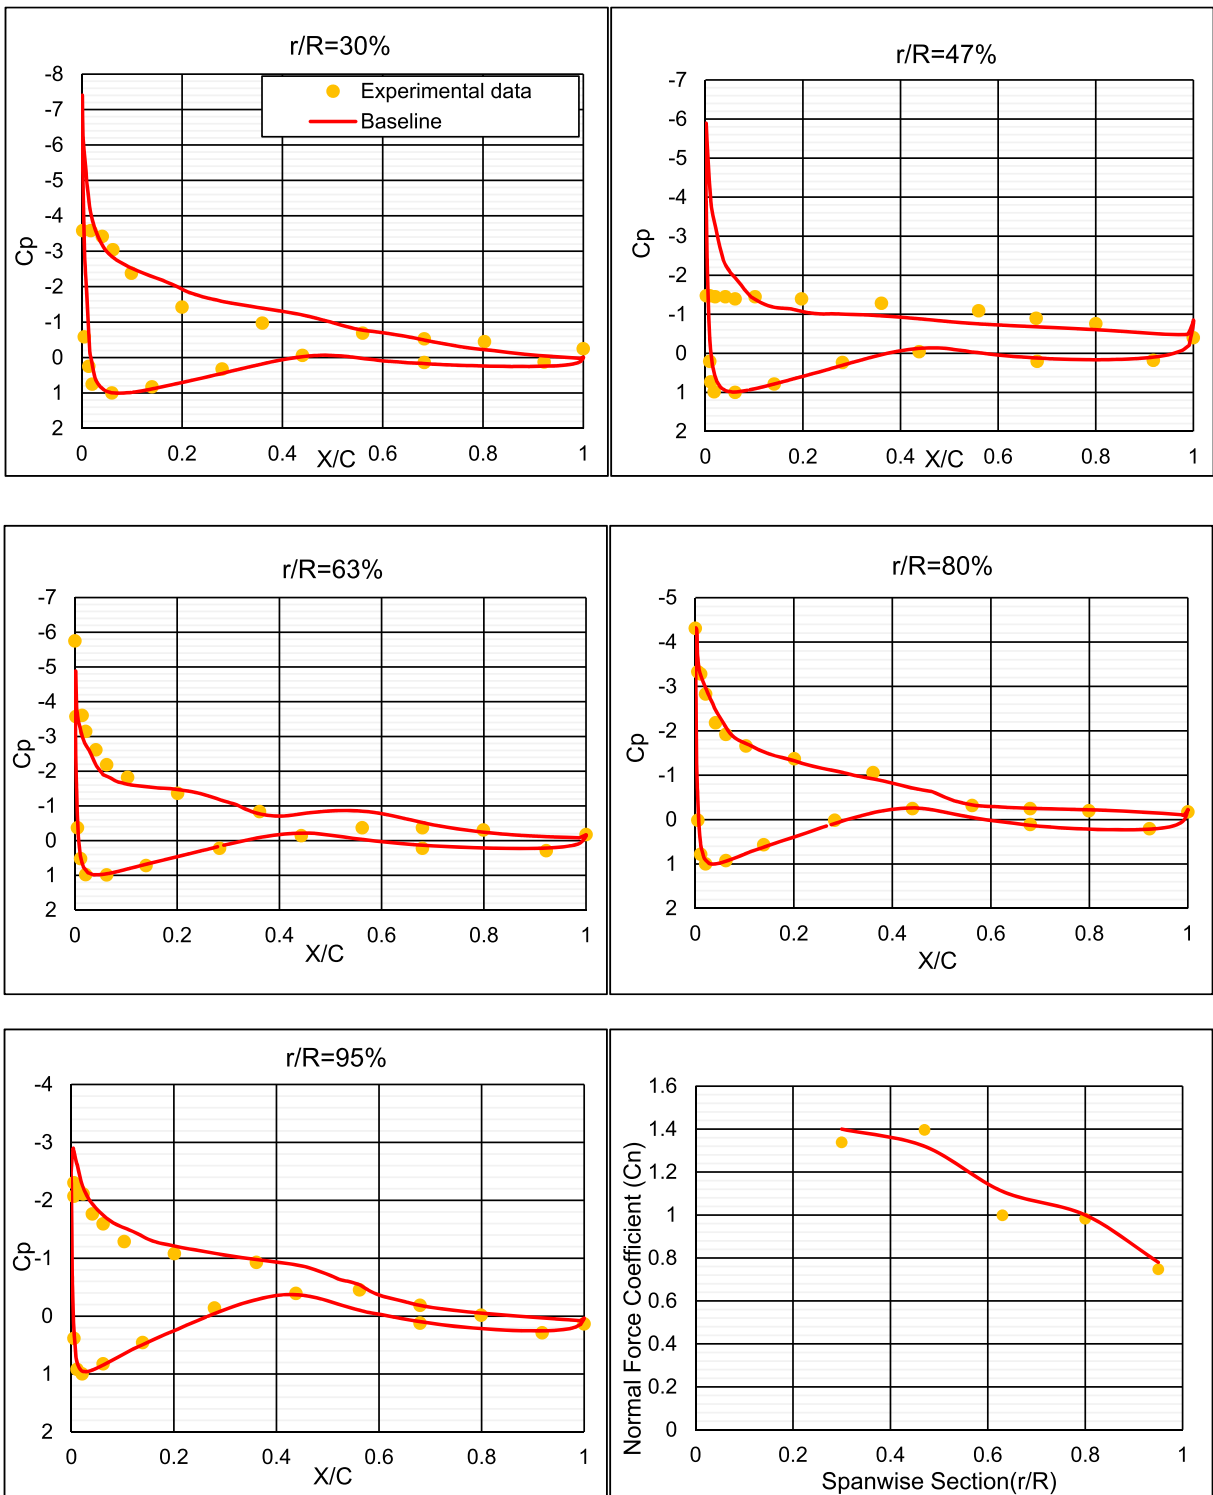 r/R=30%
-8
-7
-6
-5
-4
-3
-2
-1
0
1
2
Cp
Experimental data
Baseline
0 0.2 0.4 0.6 0.8 1
X/C
r/R=47%
-7
-6
-5
-4
-3
-2
-1
0
1
2
Cp
0 0.2 0.4 0.6 0.8 1
X/C
r/R=63%
-7
-6
-5
-4
-3
-2
-1
0
1
2
Cp
0 0.2 0.4 0.6 0.8 1
X/C
r/R=80%
-5
-4
-3
-2
-1
0
1
2
Cp
0 0.2 0.4 0.6 0.8 1
X/C
r/R=95%
-4
-3
-2
-1
0
1
2
Cp
0 0.2 0.4 0.6 0.8 1
X/C
1.6
1.4
1.2
1
0.8
0.6
0.4
0.2
0
Normal Force Coefficient (Cn)
0 0.2 0.4 0.6 0.8 1
Spanwise Section(r/R)